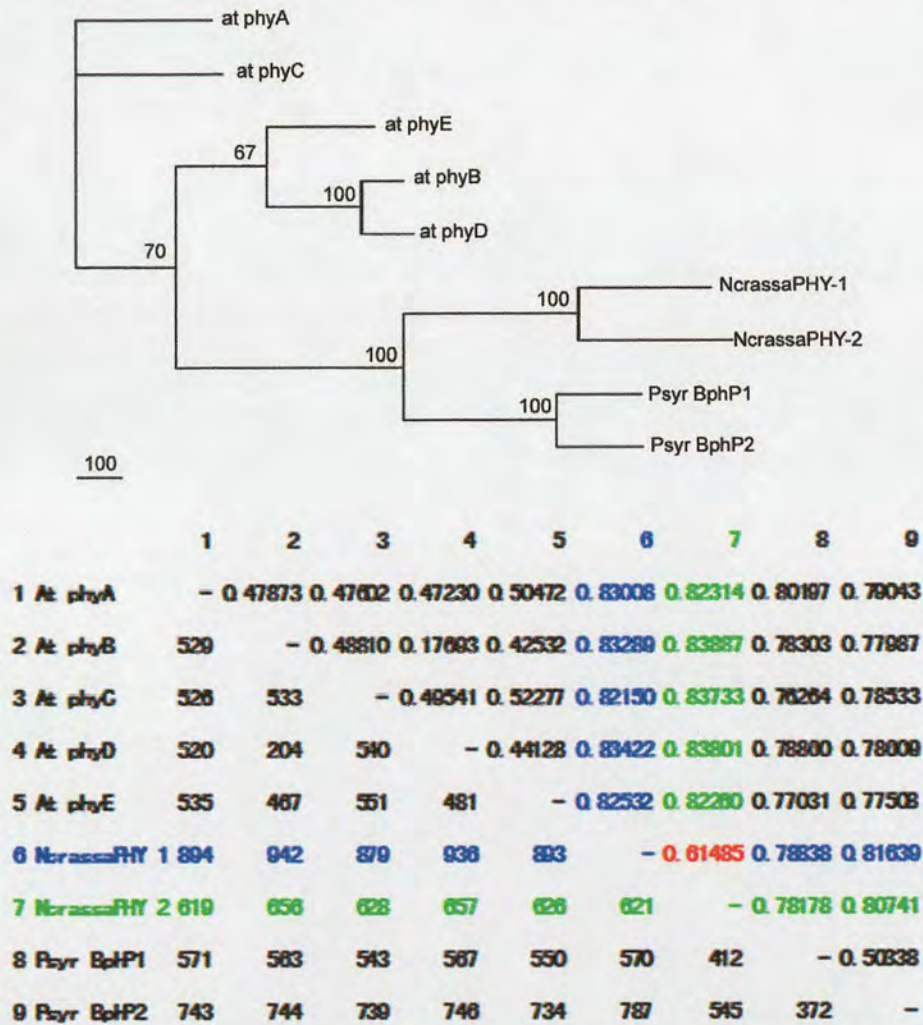 at phyA
at phyC
at phyE
67
at phyB
100
at phyD
70
NcrassaPHY-1
100
NcrassaPHY-2
100
Psyr BphP1
100
Psyr BphP2
100
1 2 3 4 5 6 7 8 9
1 At phyA - 0.47873 0.47602 0.47230 0.50472 0.83008 0.82314 0.80197 0.79043
2 At phyB 529 - 0.48810 0.17693 0.42532 0.83289 0.83887 0.78303 0.77987
3 At phyC 526 533 - 0.49541 0.52277 0.82150 0.83733 0.76264 0.78533
4 At phyD 520 204 540 - 0.44128 0.83422 0.83801 0.78860 0.78609
5 At phyE 535 467 551 481 - 0.82532 0.82260 0.77031 0.77508
6 NcrassaPHY 1 894 942 879 936 893 - 0.61485 0.78838 0.81639
7 NcrassaPHY 2 619 656 628 657 626 621 - 0.78178 0.80741
8 Psyr BphP1 571 563 543 567 550 570 412 - 0.50338
9 Psyr BphP2 743 744 739 746 734 787 545 372 -